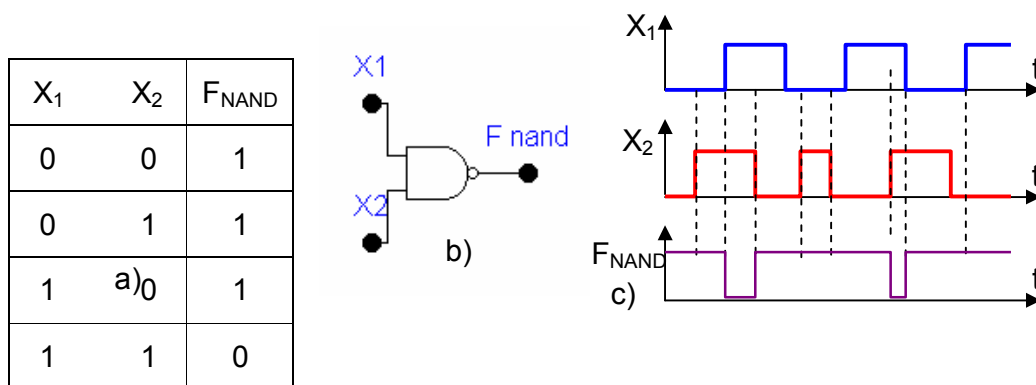 X1 X2 FNAND
0 0 1
0 1 1
1 a) 0 1
1 1 0
X1
F nand
X2
b)
X1
t
X2
t
FNAND
t
c)